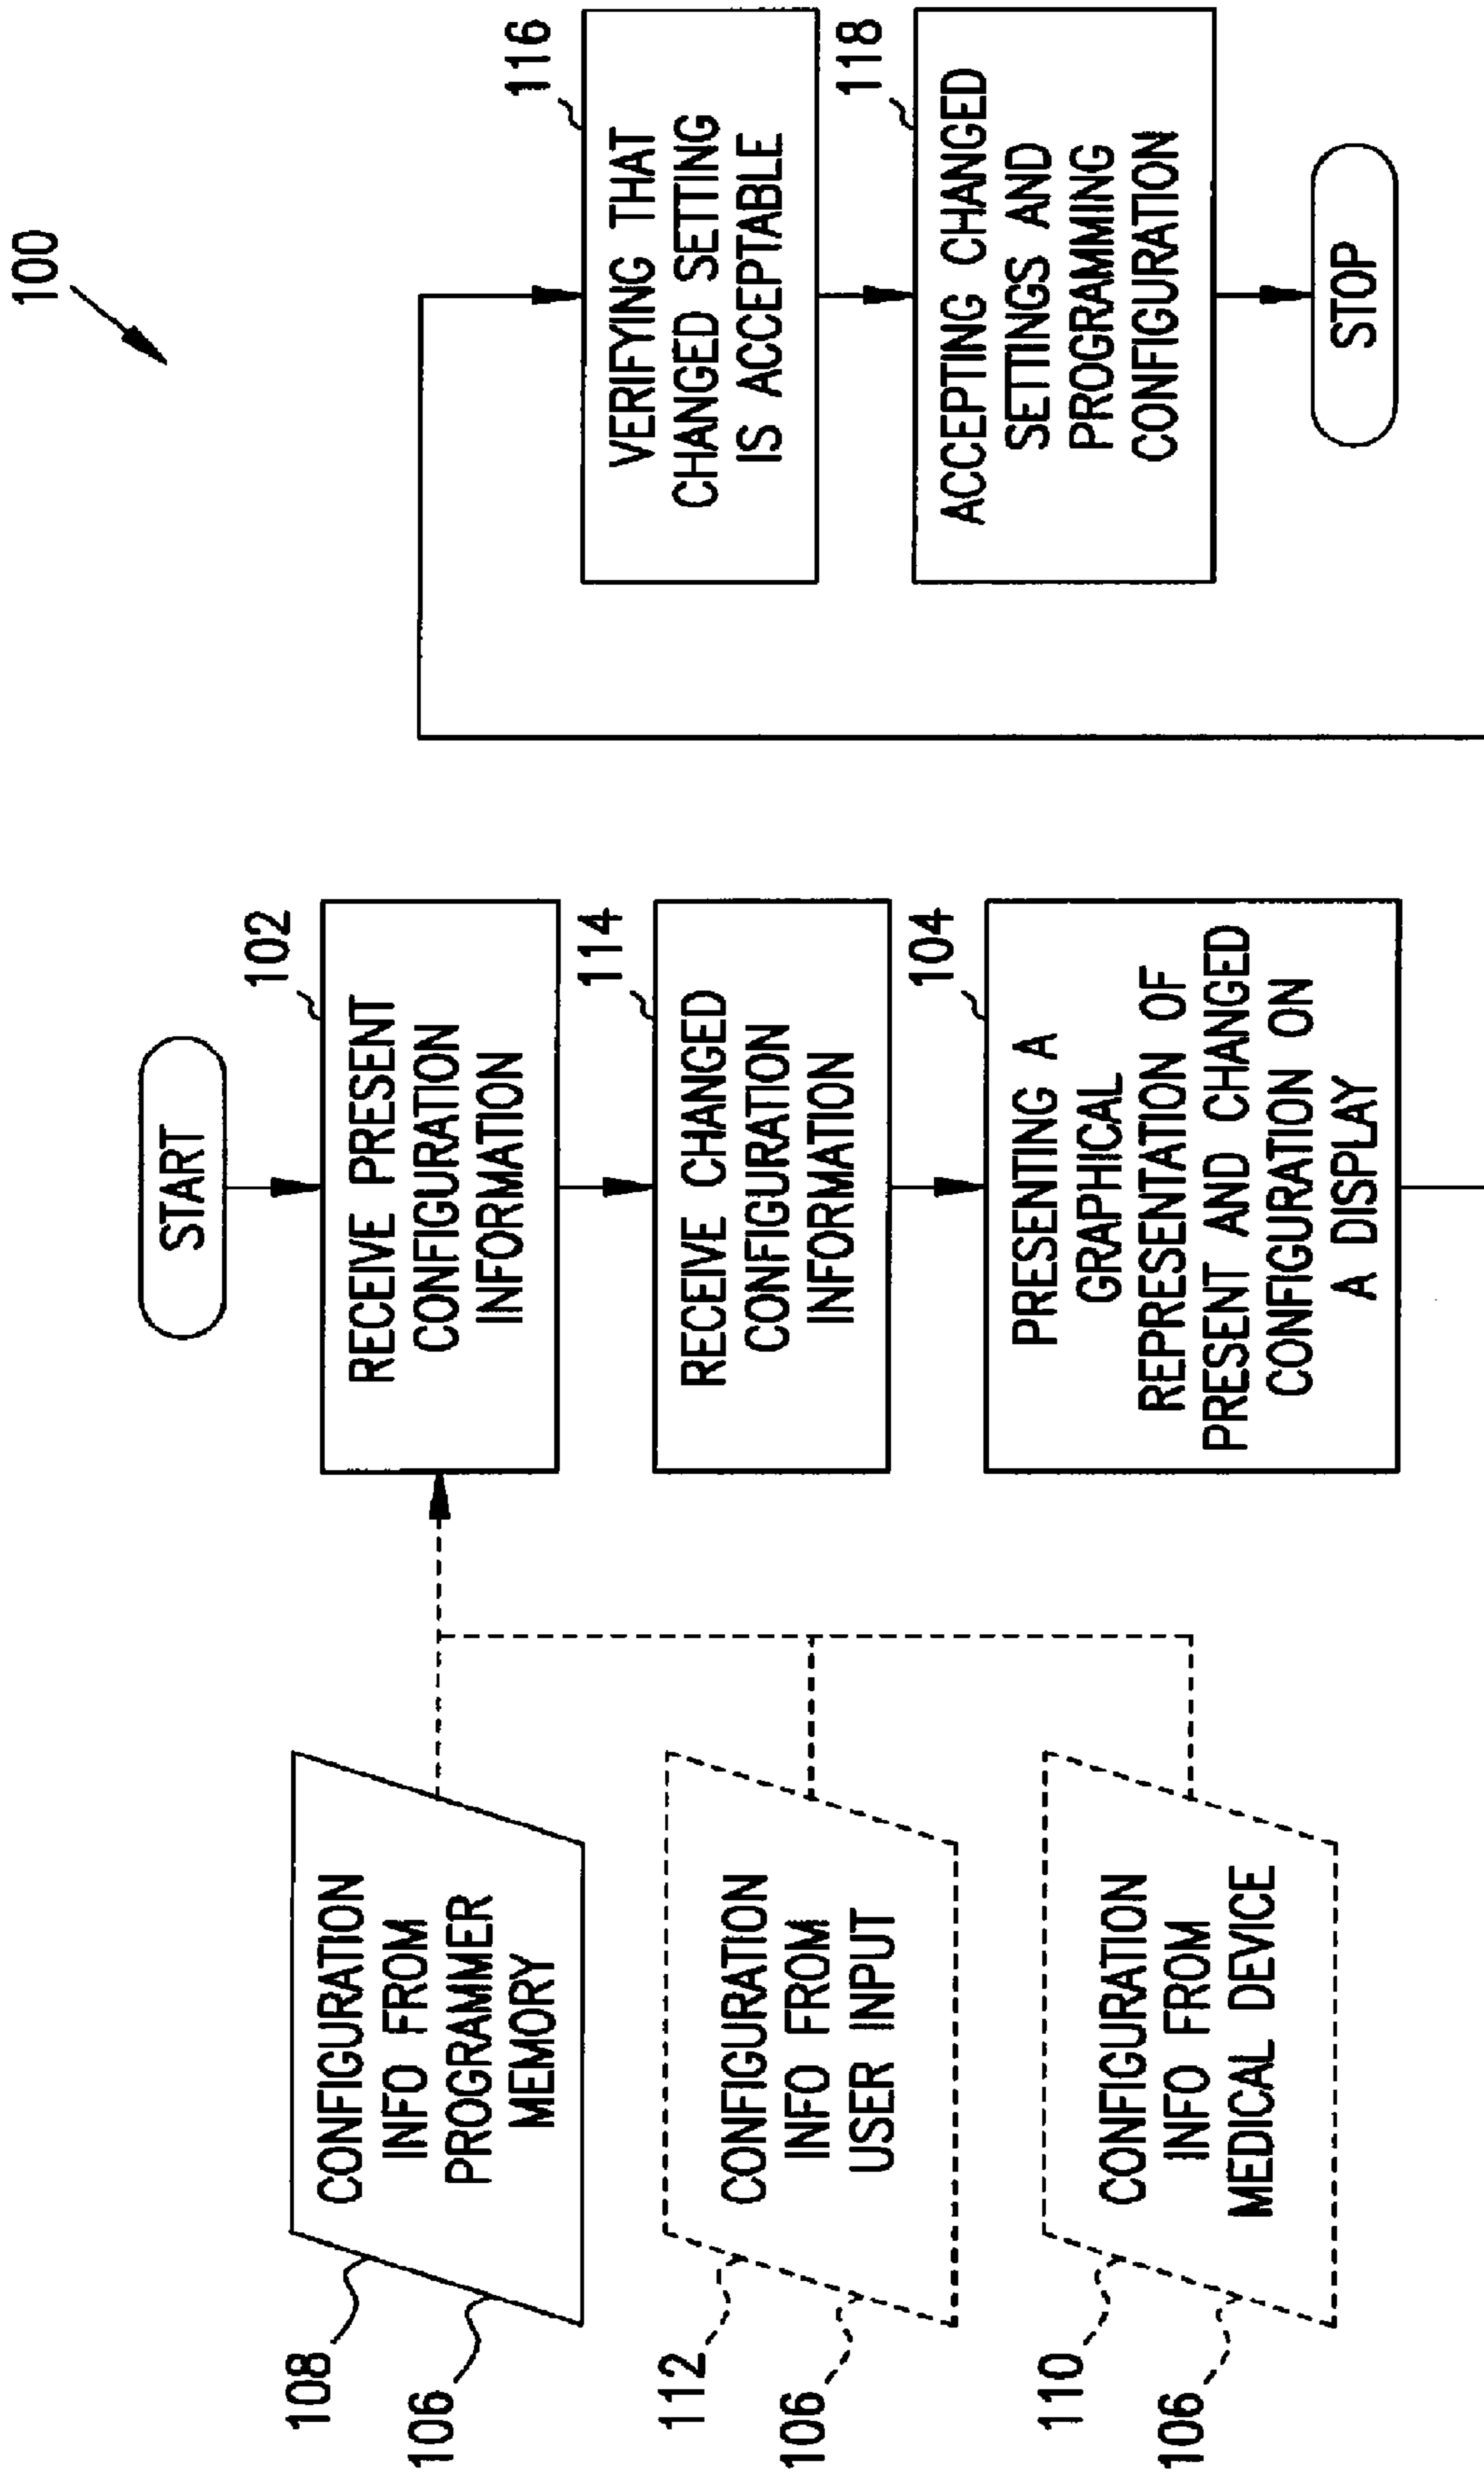 100
START
102
RECEIVE PRESENT
CONFIGURATION
INFORMATION
114
RECEIVE CHANGED
CONFIGURATION
INFORMATION
104
PRESENTING A
GRAPHICAL
REPRESENTATION OF
PRESENT AND CHANGED
CONFIGURATION ON
A DISPLAY
108
106
CONFIGURATION
INFO FROM
PROGRAMMER
MEMORY
112
106
CONFIGURATION
INFO FROM
USER INPUT
110
106
CONFIGURATION
INFO FROM
MEDICAL DEVICE
116
VERIFYING THAT
CHANGED SETTING
IS ACCEPTABLE
118
ACCEPTING CHANGED
SETTINGS AND
PROGRAMMING
CONFIGURATION
STOP